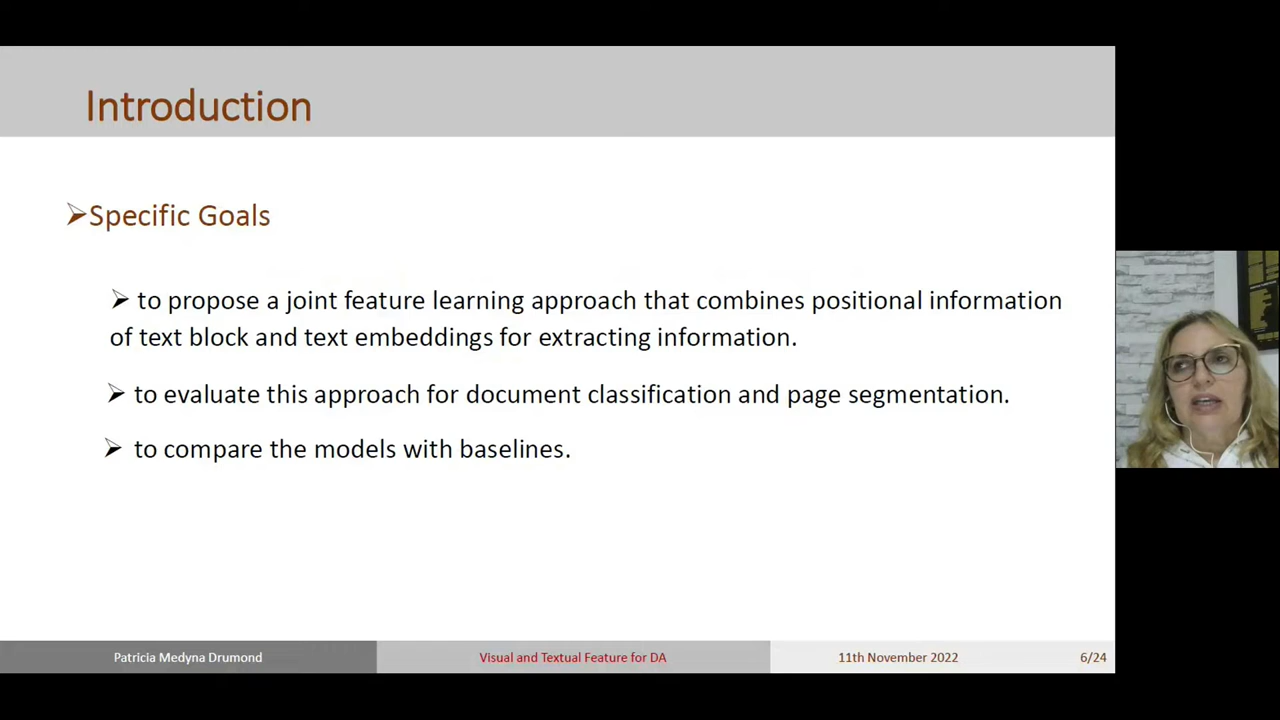 Introduction
➢Specific Goals
➢ to propose a joint feature learning approach that combines positional information
of text block and text embeddings for extracting information.
➢ to evaluate this approach for document classification and page segmentation.
➢ to compare the models with baselines.
Patricia Medyna Drumond
Visual and Textual Feature for DA
11th November 2022
6/24